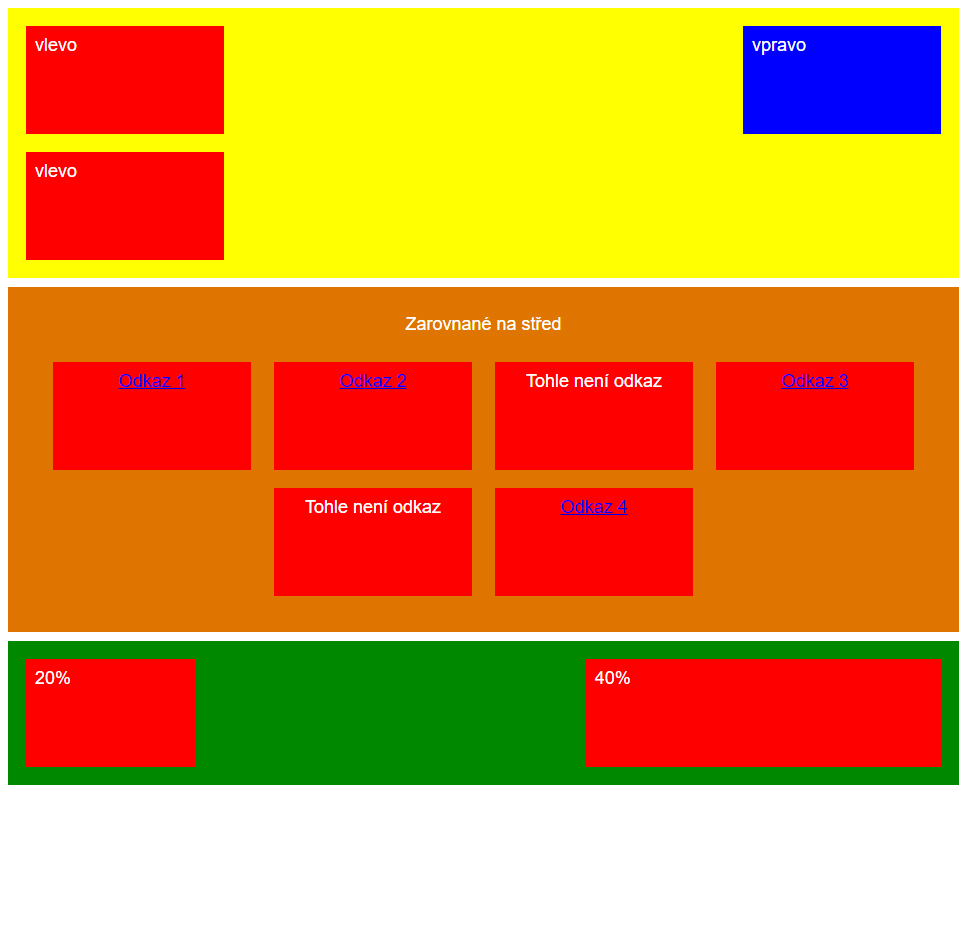 vlevo
vpravo
vlevo
Zarovnané na střed
Odkaz 1
Odkaz 2
Tohle není odkaz
Odkaz 3
Tohle není odkaz
Odkaz 4
20%
40%